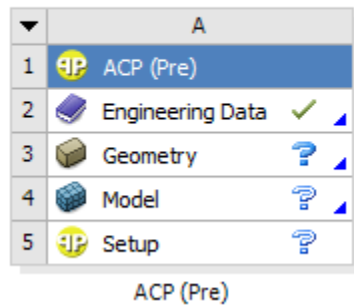 A
1 ACP (Pre)
2 Engineering Data
3 Geometry ?
4 Model ?
5 Setup ?
ACP (Pre)